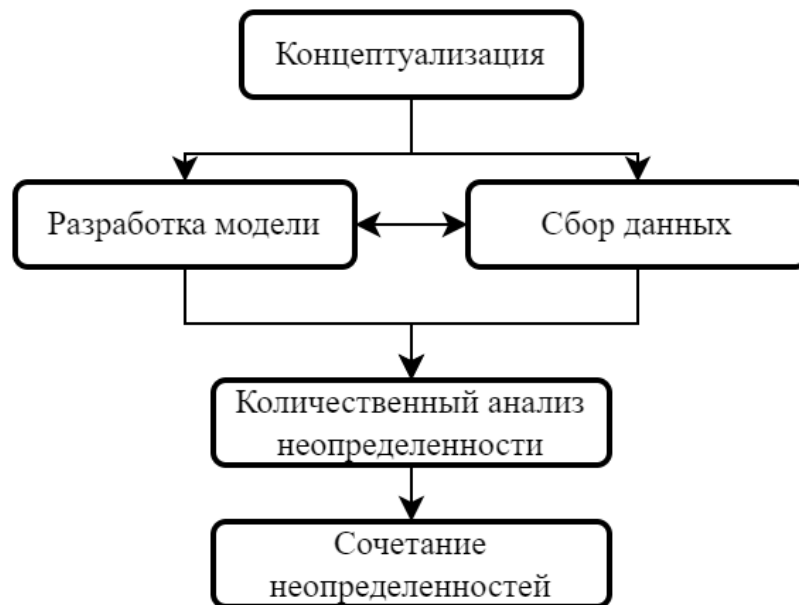 Концептуализация
Разработка модели
Сбор данных
Количественный анализ
неопределенности
Сочетание
неопределенностей